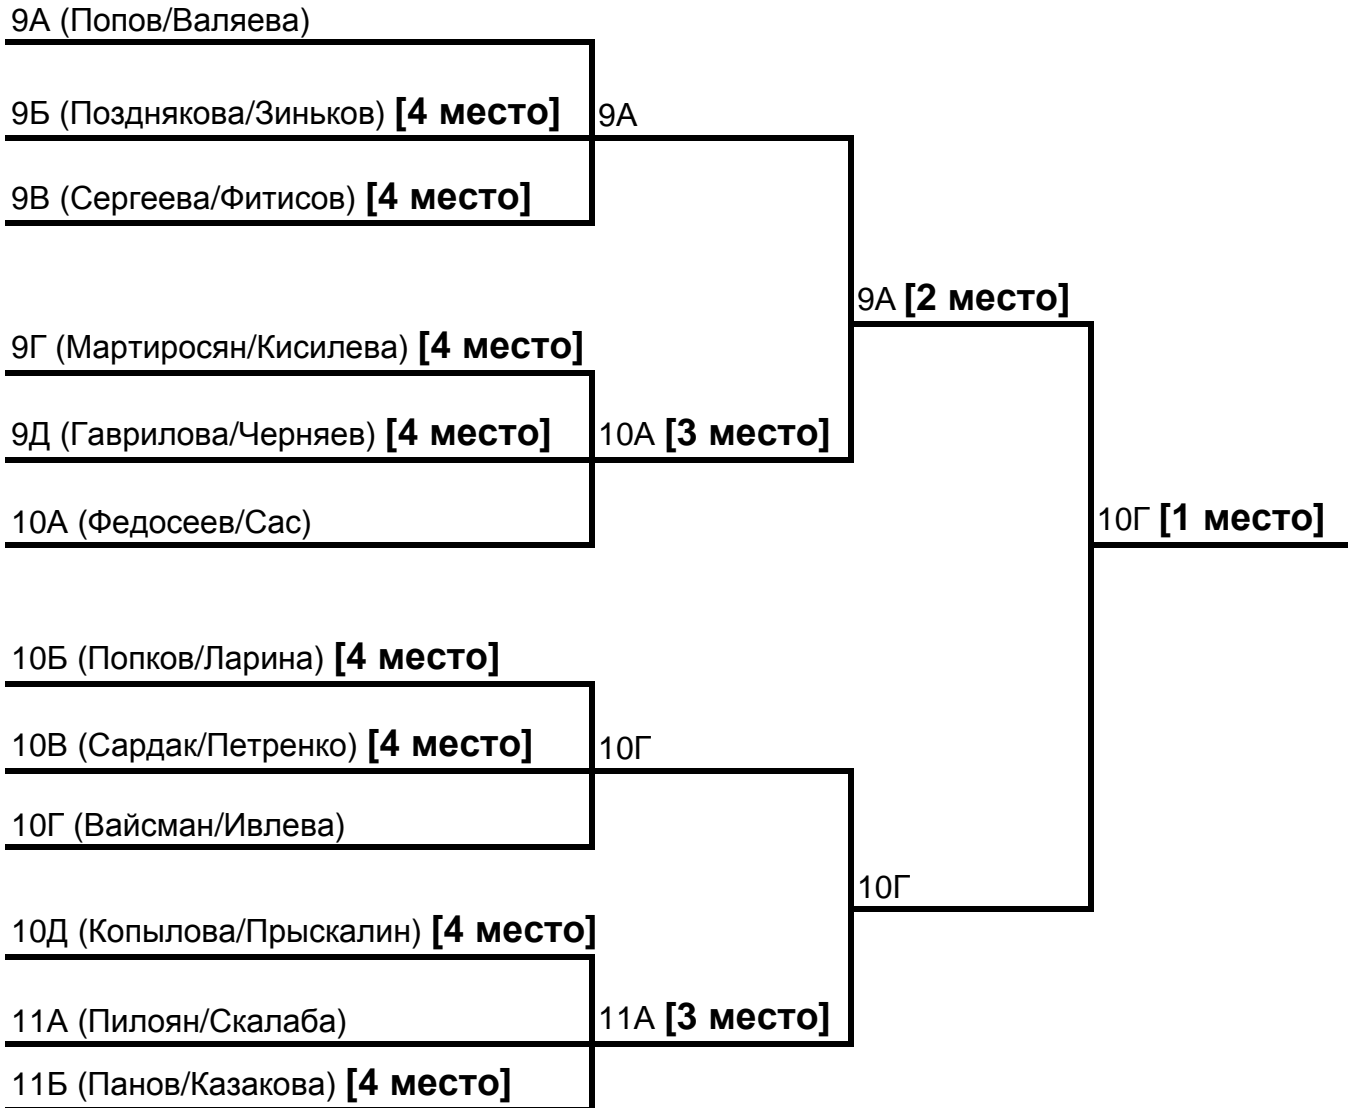 9А (Попов/Валяева)
9Б (Позднякова/Зиньков) [4 место]
9А
9В (Сергеева/Фитисов) [4 место]
9А [2 место]
9Г (Мартиросян/Кисилева) [4 место]
9Д (Гаврилова/Черняев) [4 место]
10А [3 место]
10А (Федосеев/Сас)
10Г [1 место]
10Б (Попков/Ларина) [4 место]
10В (Сардак/Петренко) [4 место]
10Г
10Г (Вайсман/Ивлева)
10Г
10Д (Копылова/Прыскалин) [4 место]
11А (Пилоян/Скалаба)
11А [3 место]
11Б (Панов/Казакова) [4 место]